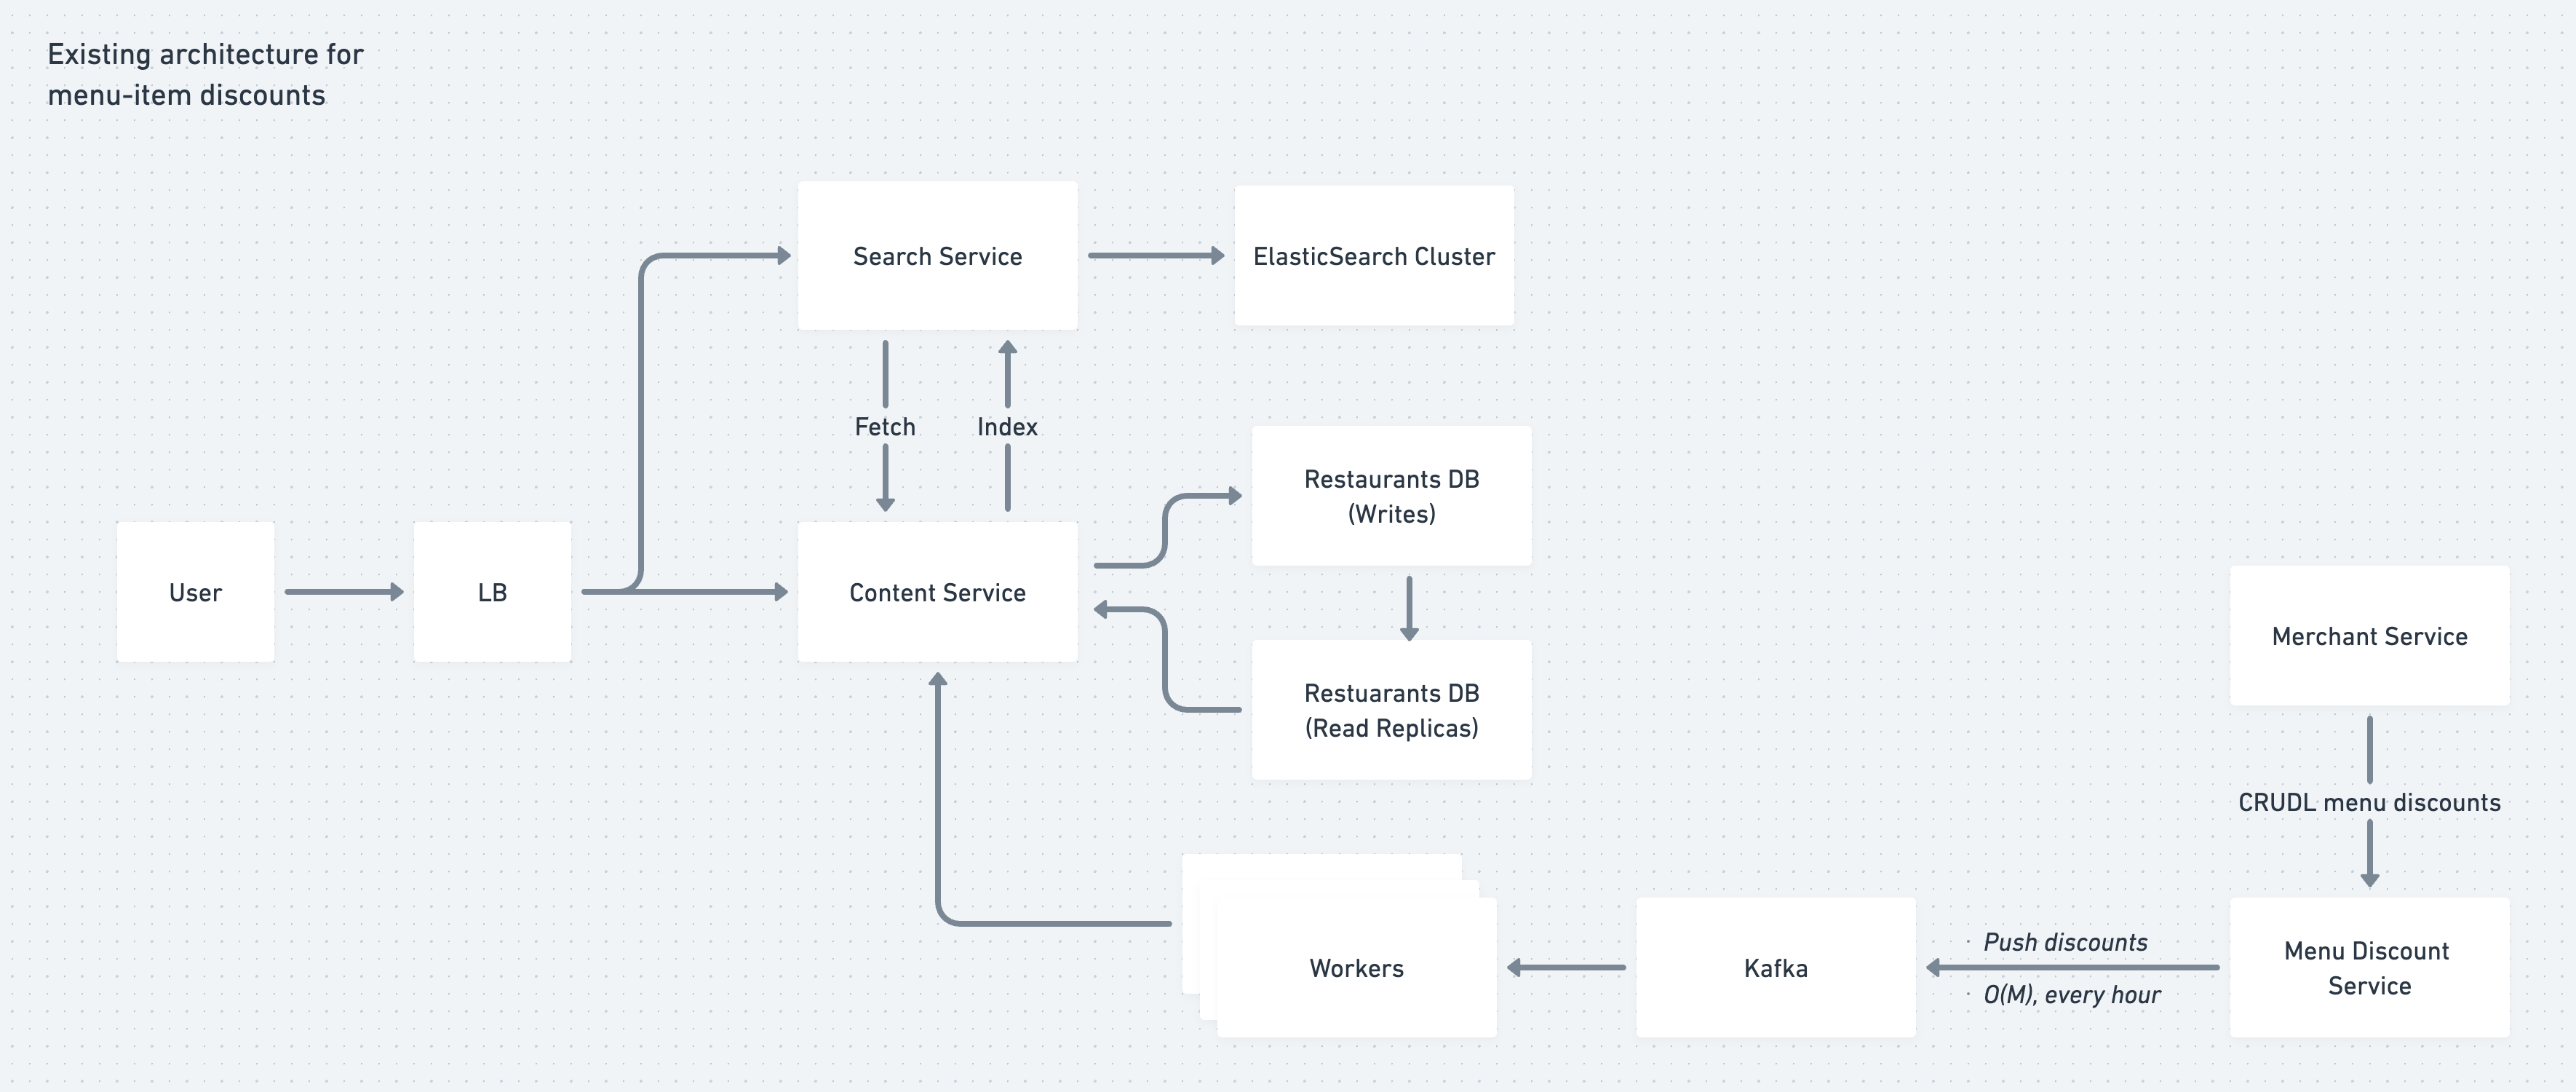 Existing architecture for
menu-item discounts
Search Service
ElasticSearch Cluster
Fetch
Index
Restaurants DB
(Writes)
User
LB
Content Service
Merchant Service
Restuarants DB
(Read Replicas)
CRUDL menu discounts
Push discounts
O(M), every hour
Workers
Kafka
Menu Discount
Service